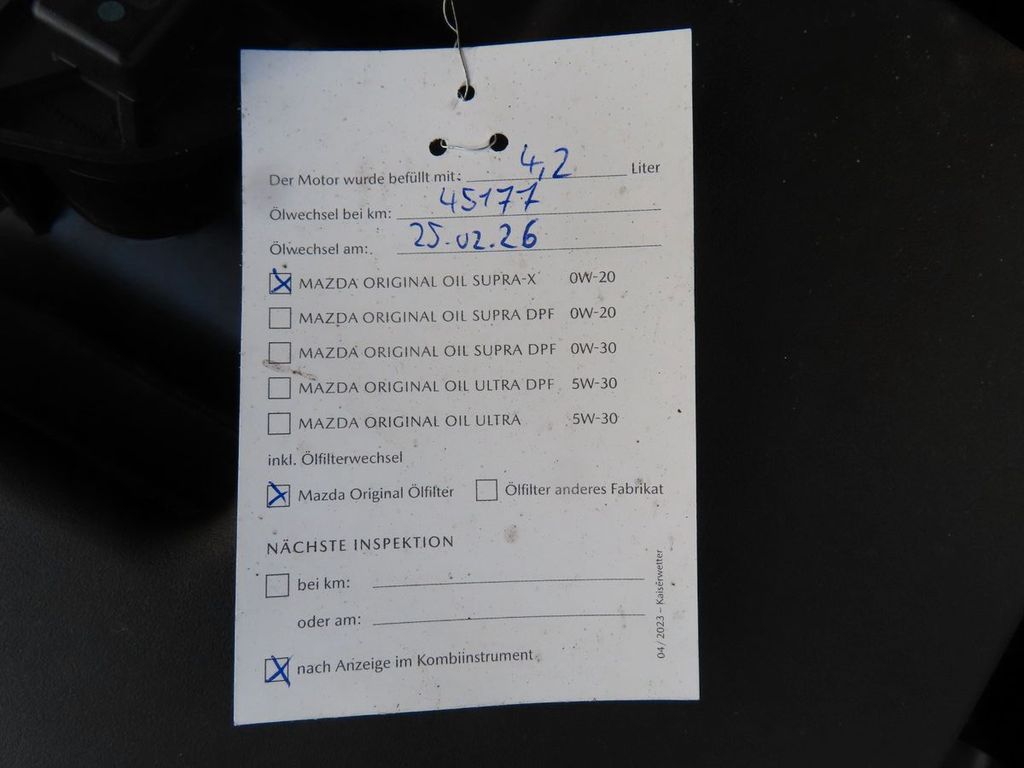 Der Motor wurde befüllt mit: 4,2 Liter
Ölwechsel bei km: 45177
Ölwechsel am: 25.02.26
MAZDA ORIGINAL OIL SUPRA-X 0W-20
MAZDA ORIGINAL OIL SUPRA DPF 0W-20
MAZDA ORIGINAL OIL SUPRA DPF 0W-30
MAZDA ORIGINAL OIL ULTRA DPF 5W-30
MAZDA ORIGINAL OIL ULTRA 5W-30
inkl. Ölfilterwechsel
Mazda Original Ölfilter Ölfilter anderes Fabrikat
NÄCHSTE INSPEKTION
bei km:
oder am:
nach Anzeige im Kombiinstrument
04/2023 – Kaiserwetter